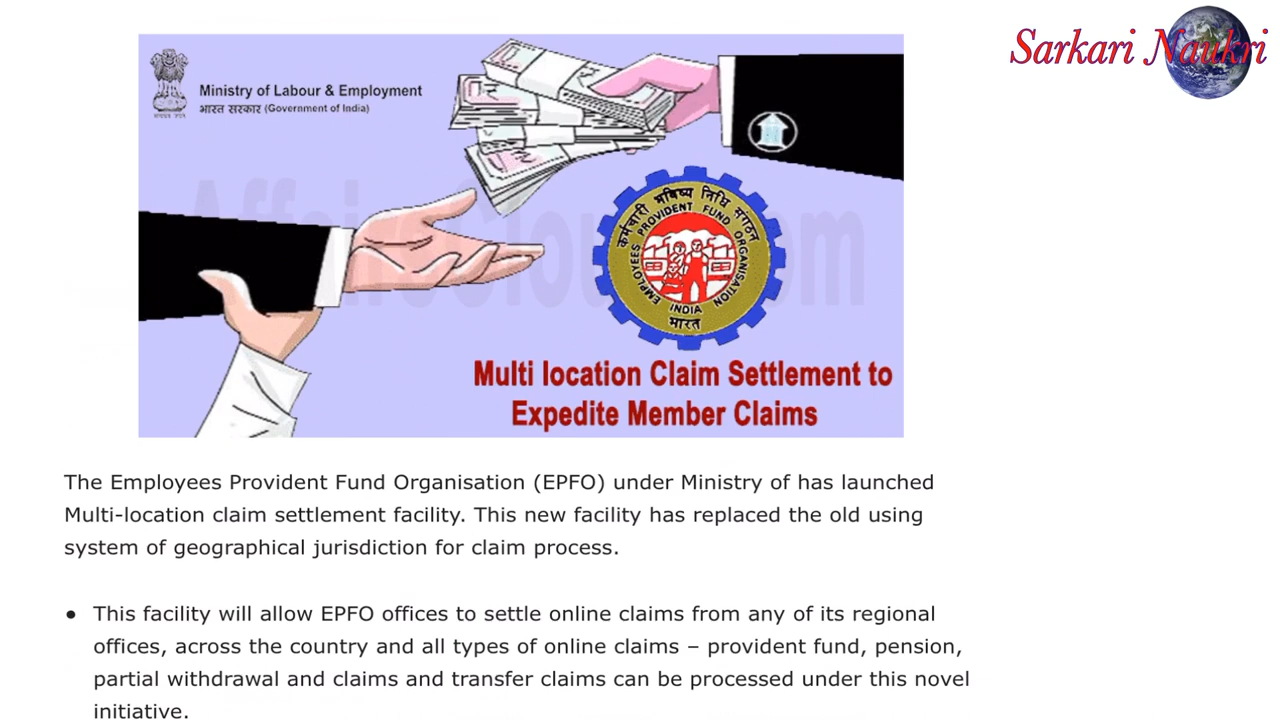 Sarkari Naukri
Ministry of Labour & Employment
भारत सरकार (Government of India)
AffairsCloud.com
कर्मचारी भविष्य निधि संगठन
EMPLOYEES PROVIDENT FUND ORGANISATION
INDIA
भारत
Multi location Claim Settlement to
Expedite Member Claims
The Employees Provident Fund Organisation (EPFO) under Ministry of has launched
Multi-location claim settlement facility. This new facility has replaced the old using
system of geographical jurisdiction for claim process.
● This facility will allow EPFO offices to settle online claims from any of its regional
offices, across the country and all types of online claims – provident fund, pension,
partial withdrawal and claims and transfer claims can be processed under this novel
initiative.